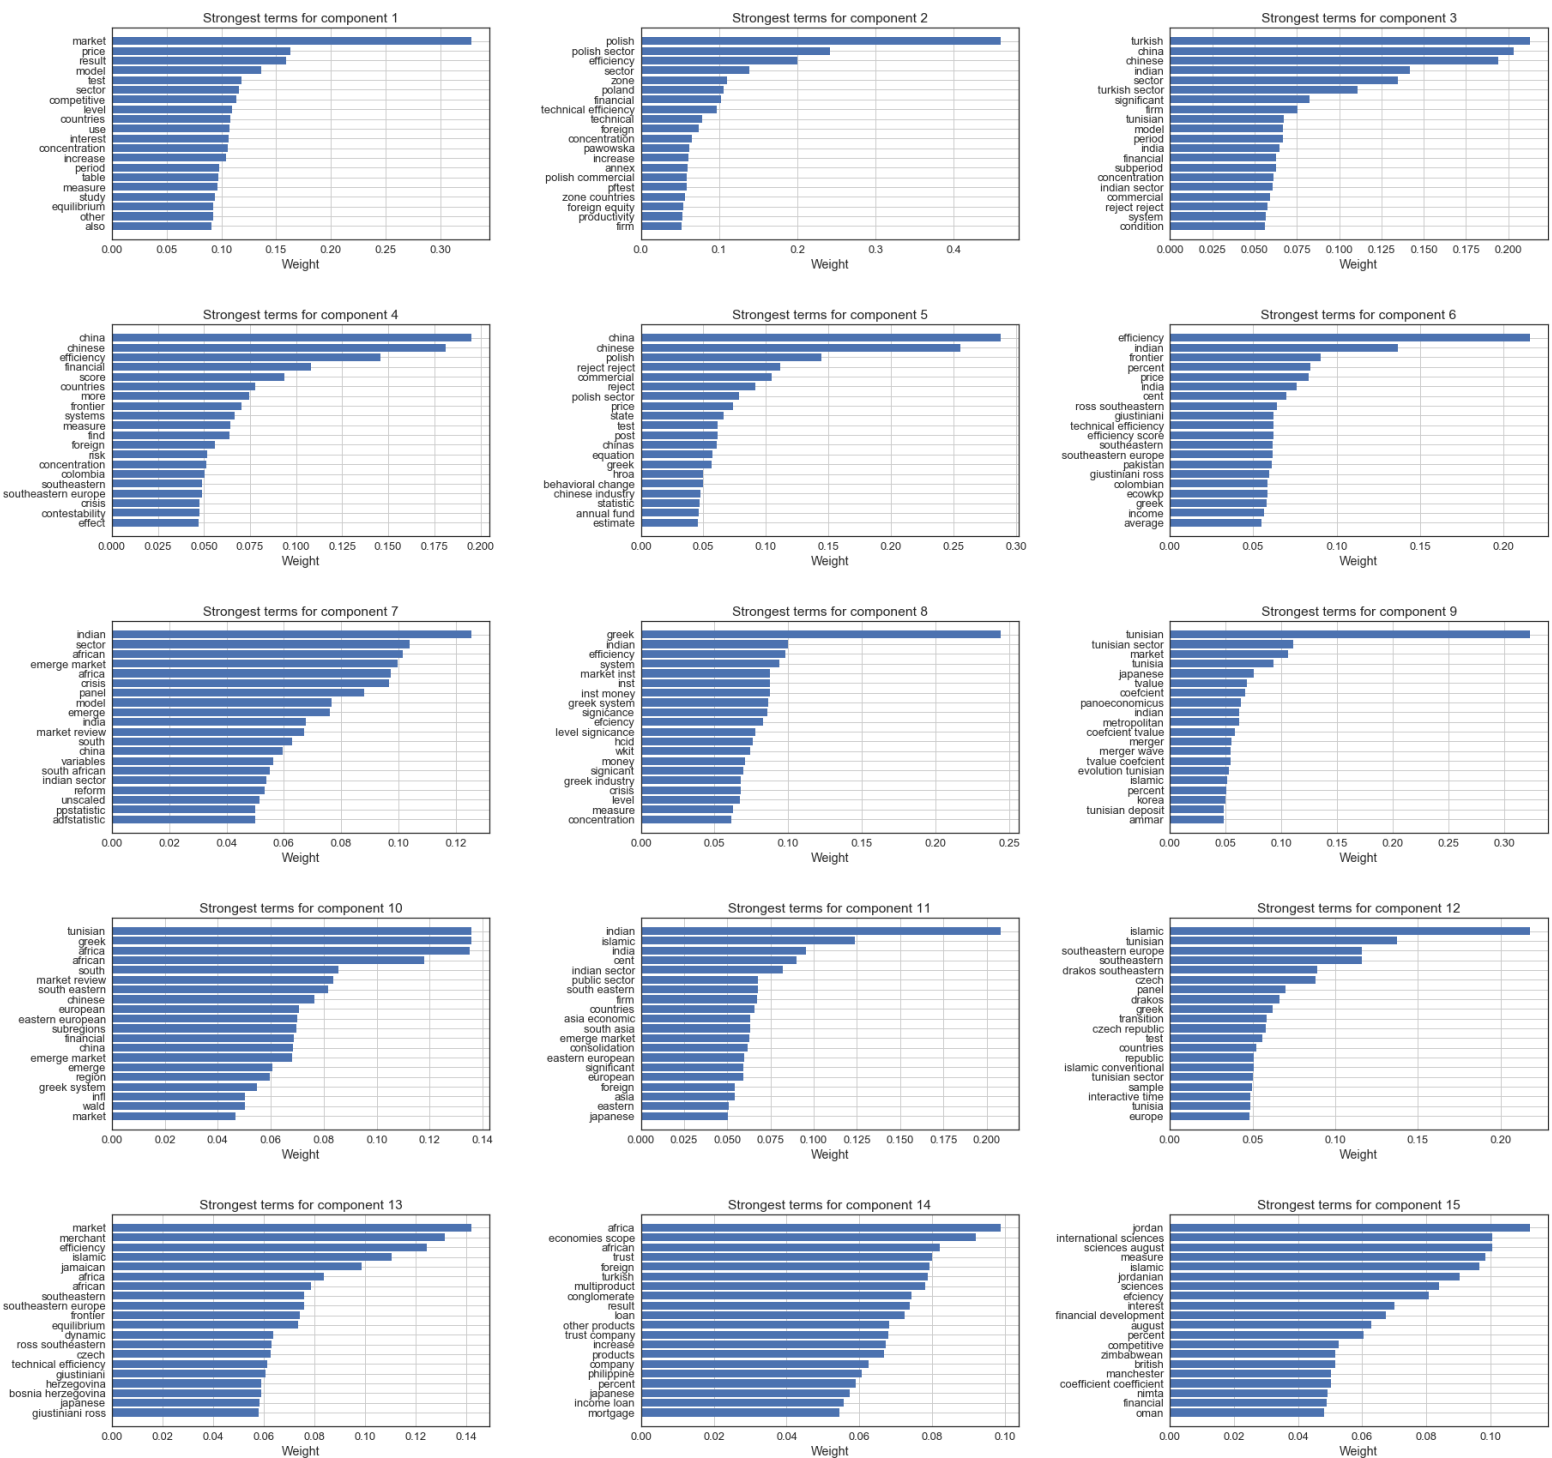 Strongest terms for component 1
market
price
result
model
test
sector
competitive
level
countries
use
interest
concentration
increase
period
table
measure
study
equilibrium
other
also
0.00 0.05 0.10 0.15 0.20 0.25 0.30
Weight
Strongest terms for component 2
polish
polish sector
efficiency
sector
zone
poland
financial
technical efficiency
technical
foreign
concentration
pawowska
increase
annex
polish commercial
pftest
zone countries
foreign equity
productivity
firm
0.0 0.1 0.2 0.3 0.4
Weight
Strongest terms for component 3
turkish
china
chinese
indian
sector
turkish sector
significant
firm
tunisian
model
period
india
financial
subperiod
concentration
indian sector
commercial
reject reject
system
condition
0.000 0.025 0.050 0.075 0.100 0.125 0.150 0.175 0.200
Weight
Strongest terms for component 4
china
chinese
efficiency
financial
score
countries
more
frontier
systems
measure
find
foreign
risk
concentration
colombia
southeastern
southeastern europe
crisis
contestability
effect
0.000 0.025 0.050 0.075 0.100 0.125 0.150 0.175 0.200
Weight
Strongest terms for component 5
china
chinese
polish
reject reject
commercial
reject
polish sector
price
state
test
post
chinas
equation
greek
hroa
behavioral change
chinese industry
statistic
annual fund
estimate
0.00 0.05 0.10 0.15 0.20 0.25 0.30
Weight
Strongest terms for component 6
efficiency
indian
frontier
percent
price
india
cent
ross southeastern
giustiniani
technical efficiency
efficiency score
southeastern
southeastern europe
pakistan
giustiniani ross
colombian
ecowkp
greek
income
average
0.00 0.05 0.10 0.15 0.20
Weight
Strongest terms for component 7
indian
sector
african
emerge market
africa
crisis
panel
model
emerge
india
market review
south
china
variables
south african
indian sector
reform
unscaled
ppstatistic
adfstatistic
0.00 0.02 0.04 0.06 0.08 0.10 0.12
Weight
Strongest terms for component 8
greek
indian
efficiency
system
market inst
inst
inst money
greek system
signicance
efciency
level signicance
hcid
wkit
money
signicant
greek industry
crisis
level
measure
concentration
0.00 0.05 0.10 0.15 0.20 0.25
Weight
Strongest terms for component 9
tunisian
tunisian sector
market
tunisia
japanese
tvalue
coefcient
panoeconomicus
indian
metropolitan
coefcient tvalue
merger
merger wave
tvalue coefcient
evolution tunisian
islamic
percent
korea
tunisian deposit
ammar
0.00 0.05 0.10 0.15 0.20 0.25 0.30
Weight
Strongest terms for component 10
tunisian
greek
africa
african
south
market review
south eastern
chinese
european
eastern european
subregions
financial
china
emerge market
emerge
region
greek system
infl
wald
market
0.00 0.02 0.04 0.06 0.08 0.10 0.12 0.14
Weight
Strongest terms for component 11
indian
islamic
india
cent
indian sector
public sector
south eastern
firm
countries
asia economic
south asia
emerge market
consolidation
eastern european
significant
european
foreign
asia
eastern
japanese
0.000 0.025 0.050 0.075 0.100 0.125 0.150 0.175 0.200
Weight
Strongest terms for component 12
islamic
tunisian
southeastern europe
southeastern
drakos southeastern
czech
panel
drakos
greek
transition
czech republic
test
countries
republic
islamic conventional
tunisian sector
sample
interactive time
tunisia
europe
0.00 0.05 0.10 0.15 0.20
Weight
Strongest terms for component 13
market
merchant
efficiency
islamic
jamaican
africa
african
southeastern
southeastern europe
frontier
equilibrium
dynamic
ross southeastern
czech
technical efficiency
giustiniani
herzegovina
bosnia herzegovina
japanese
giustiniani ross
0.00 0.02 0.04 0.06 0.08 0.10 0.12 0.14
Weight
Strongest terms for component 14
africa
economies scope
african
trust
foreign
turkish
multiproduct
conglomerate
result
loan
other products
trust company
increase
products
company
philippine
percent
japanese
income loan
mortgage
0.00 0.02 0.04 0.06 0.08 0.10
Weight
Strongest terms for component 15
jordan
international sciences
sciences august
measure
islamic
jordanian
sciences
efciency
interest
financial development
august
percent
competitive
zimbabwean
british
manchester
coefficient coefficient
nimta
financial
oman
0.00 0.02 0.04 0.06 0.08 0.10
Weight